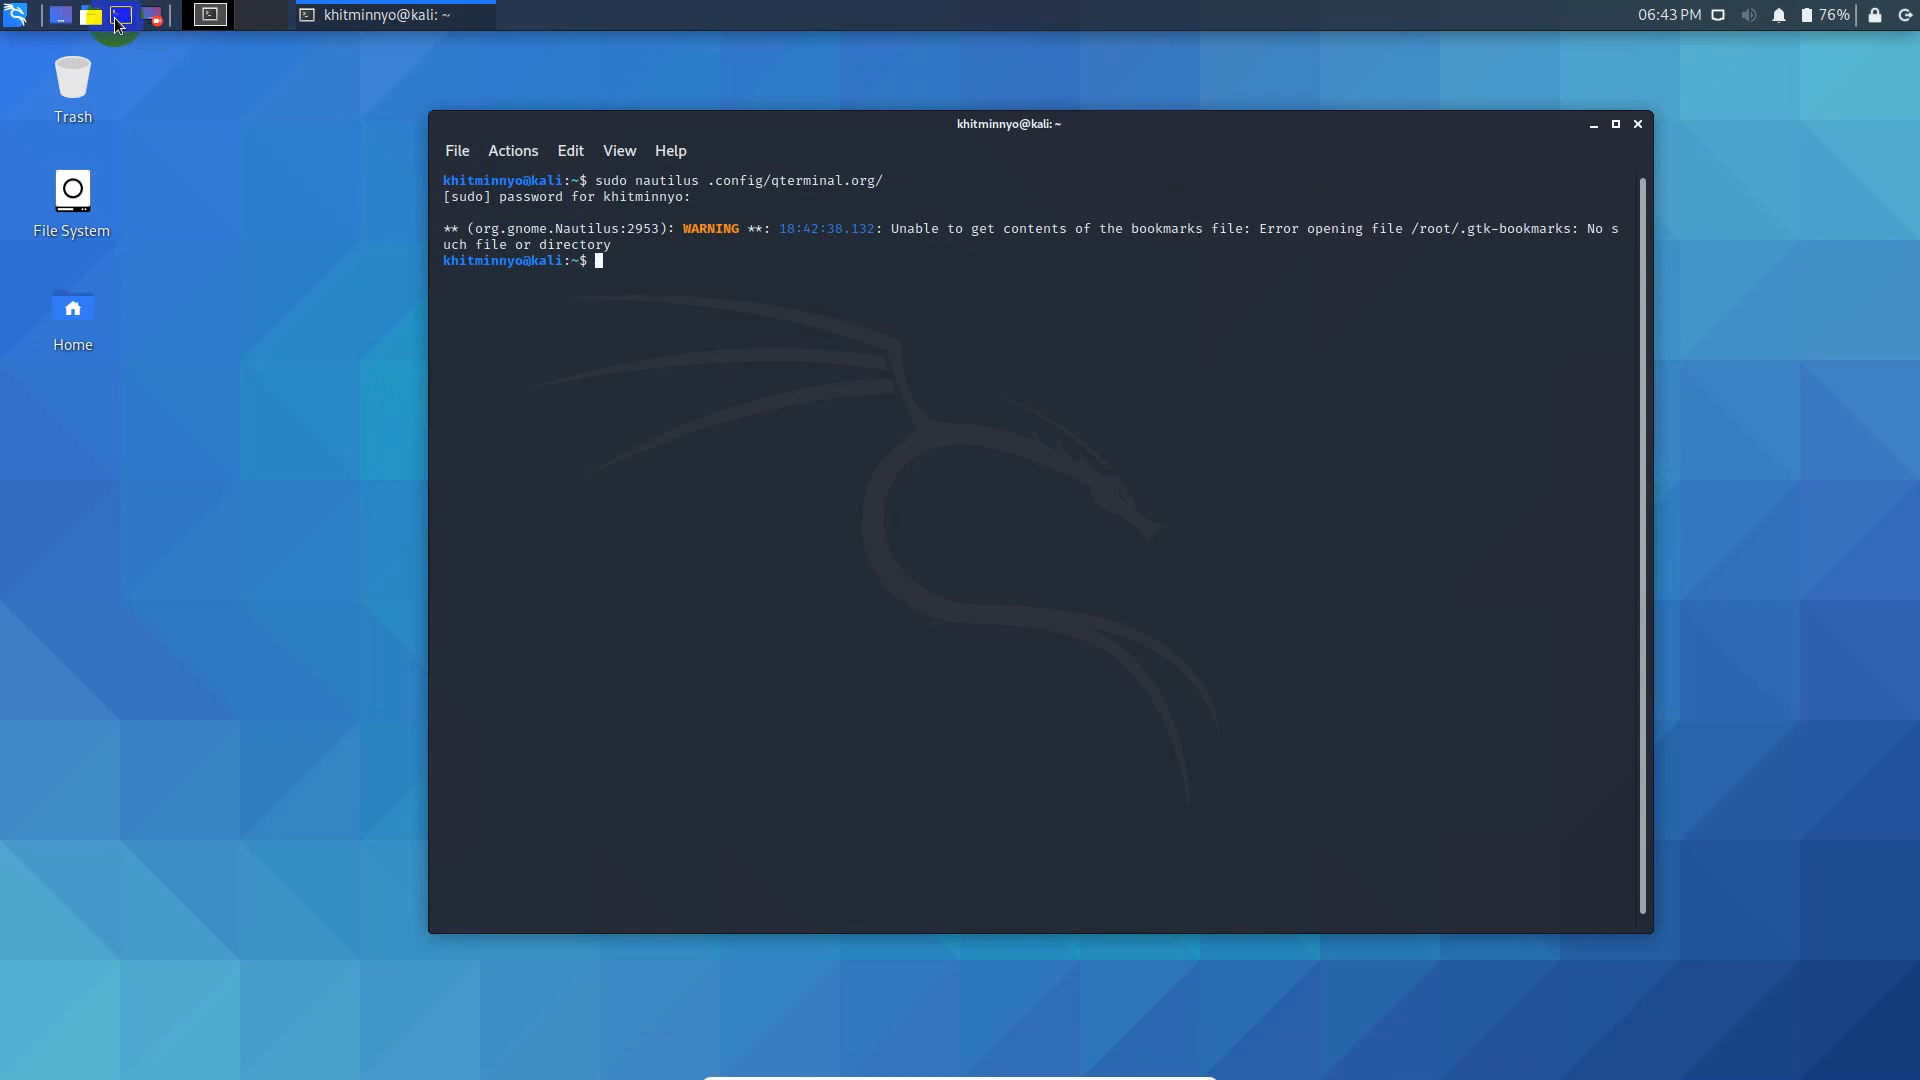 khitminnyo@kali: ~
06:43 PM
76%
Trash
File System
Home
khitminnyo@kali: ~
File Actions Edit View Help
khitminnyo@kali:~$ sudo nautilus .config/qterminal.org/
[sudo] password for khitminnyo:
** (org.gnome.Nautilus:2953): WARNING **: 18:42:38.132: Unable to get contents of the bookmarks file: Error opening file /root/.gtk-bookmarks: No s
uch file or directory
khitminnyo@kali:~$